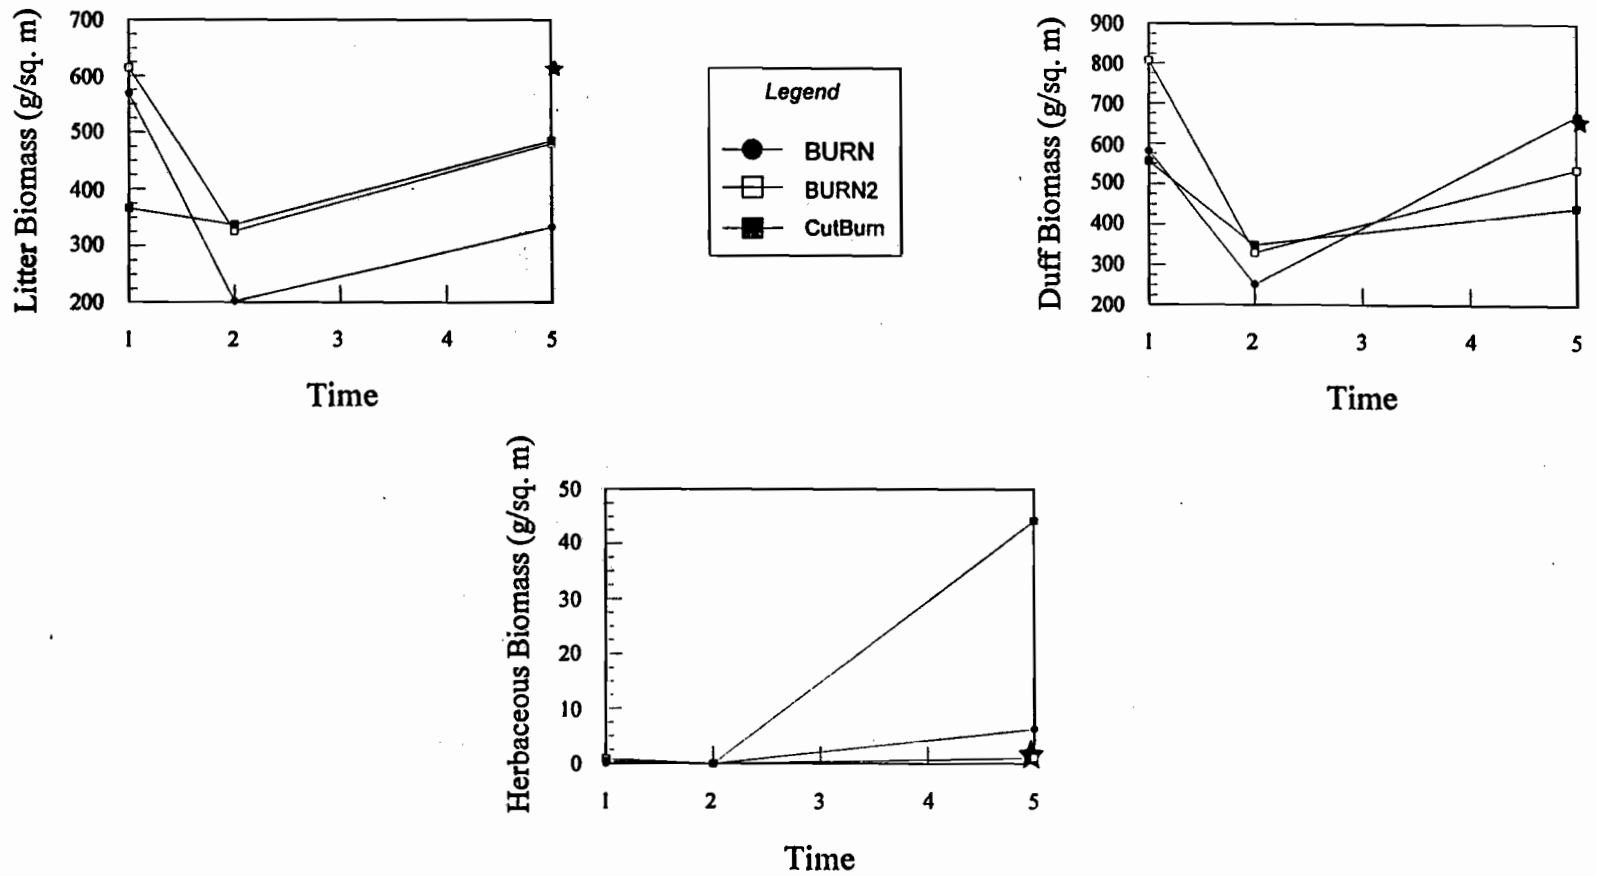 Litter Biomass (g/sq. m)
700
600
500
400
300
200
1 2 3 4 5
Time
Legend
BURN
BURN2
CutBurn
Duff Biomass (g/sq. m)
900
800
700
600
500
400
300
200
1 2 3 4 5
Time
Herbaceous Biomass (g/sq. m)
50
40
30
20
10
0
1 2 3 4 5
Time